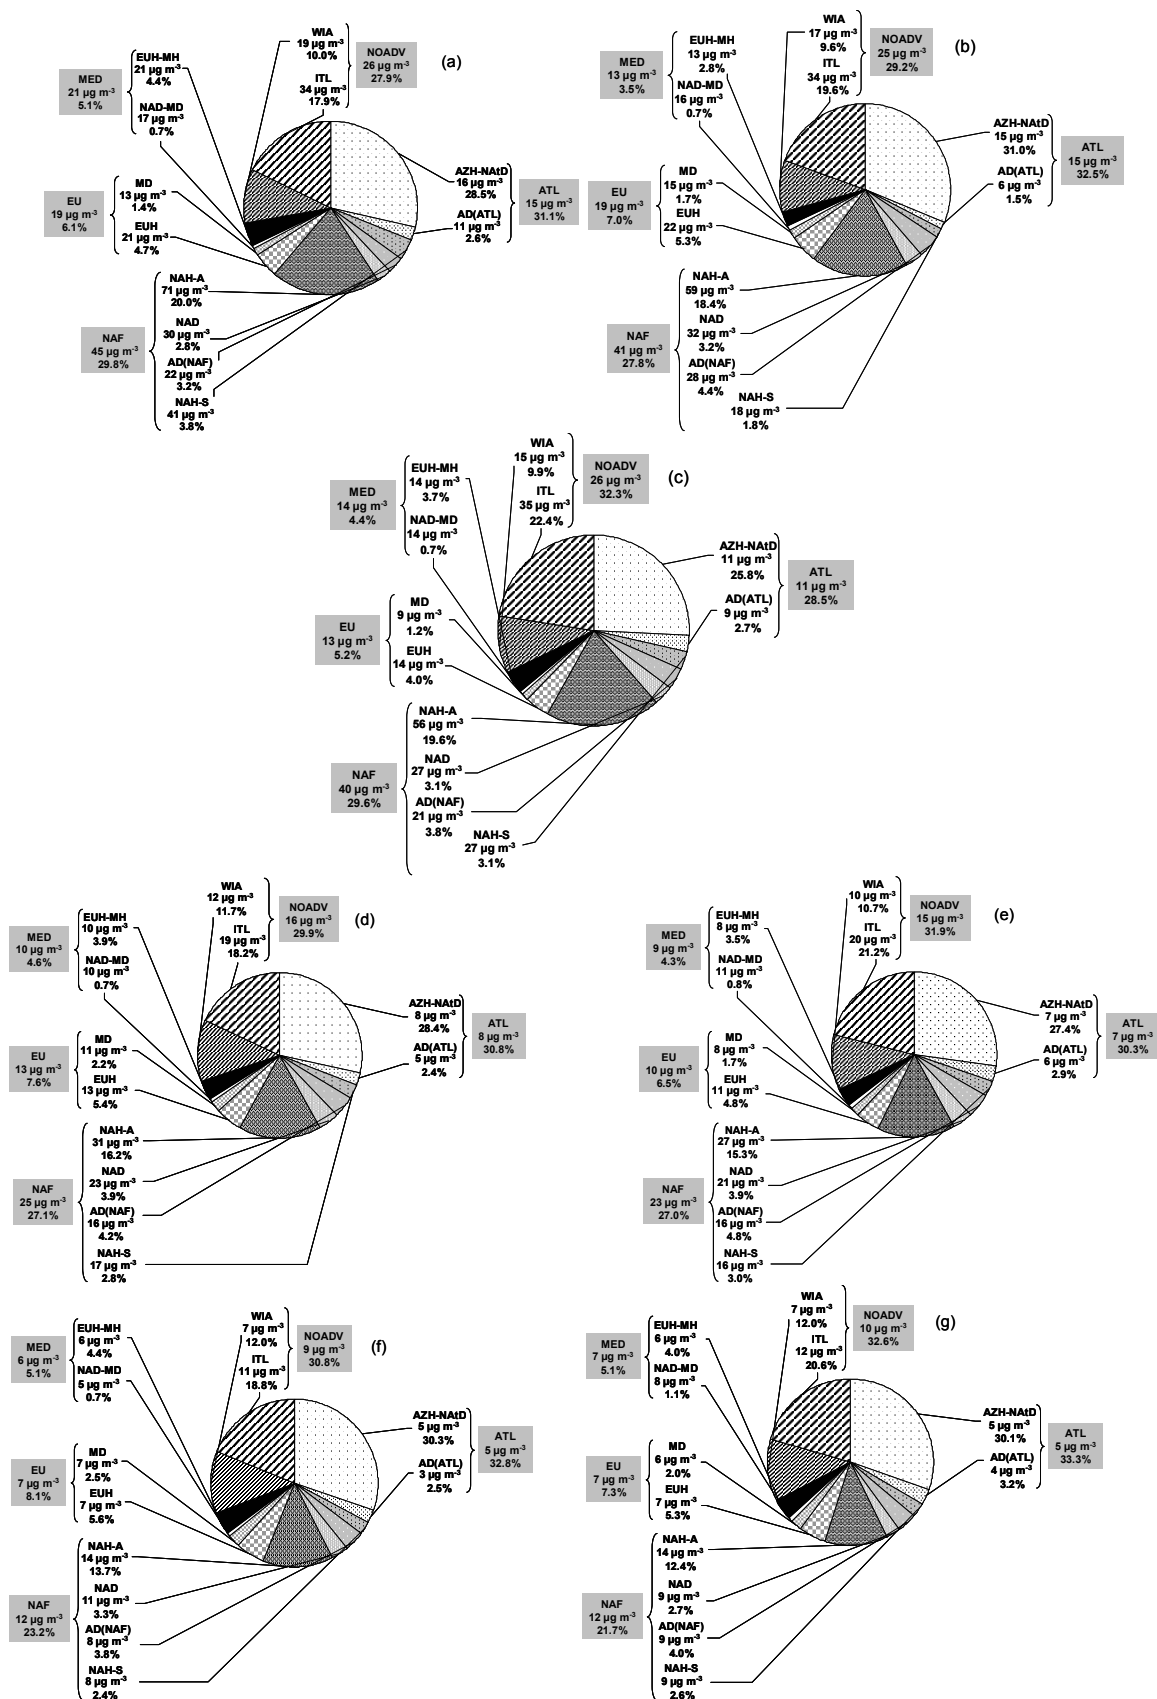 (a)
WIA
19 µg m-3
10.0%
ITL
34 µg m-3
17.9%
NOADV
26 µg m-3
27.9%
EUH-MH
21 µg m-3
4.4%
NAD-MD
17 µg m-3
0.7%
MED
21 µg m-3
5.1%
AZH-NAtD
16 µg m-3
28.5%
AD(ATL)
11 µg m-3
2.6%
ATL
15 µg m-3
31.1%
MD
13 µg m-3
1.4%
EUH
21 µg m-3
4.7%
EU
19 µg m-3
6.1%
NAH-A
71 µg m-3
20.0%
NAD
30 µg m-3
2.8%
AD(NAF)
22 µg m-3
3.2%
NAH-S
41 µg m-3
3.8%
NAF
45 µg m-3
29.8%
(b)
WIA
17 µg m-3
9.6%
ITL
34 µg m-3
19.6%
NOADV
25 µg m-3
29.2%
EUH-MH
13 µg m-3
2.8%
NAD-MD
16 µg m-3
0.7%
MED
13 µg m-3
3.5%
AZH-NAtD
15 µg m-3
31.0%
AD(ATL)
6 µg m-3
1.5%
ATL
15 µg m-3
32.5%
MD
15 µg m-3
1.7%
EUH
22 µg m-3
5.3%
EU
19 µg m-3
7.0%
NAH-A
59 µg m-3
18.4%
NAD
32 µg m-3
3.2%
AD(NAF)
28 µg m-3
4.4%
NAH-S
18 µg m-3
1.8%
NAF
41 µg m-3
27.8%
(c)
WIA
15 µg m-3
9.9%
ITL
35 µg m-3
22.4%
NOADV
26 µg m-3
32.3%
EUH-MH
14 µg m-3
3.7%
NAD-MD
14 µg m-3
0.7%
MED
14 µg m-3
4.4%
AZH-NAtD
11 µg m-3
25.8%
AD(ATL)
9 µg m-3
2.7%
ATL
11 µg m-3
28.5%
MD
9 µg m-3
1.2%
EUH
14 µg m-3
4.0%
EU
13 µg m-3
5.2%
NAH-A
56 µg m-3
19.6%
NAD
27 µg m-3
3.1%
AD(NAF)
21 µg m-3
3.8%
NAH-S
27 µg m-3
3.1%
NAF
40 µg m-3
29.6%
(d)
WIA
12 µg m-3
11.7%
ITL
19 µg m-3
18.2%
NOADV
16 µg m-3
29.9%
EUH-MH
10 µg m-3
3.9%
NAD-MD
10 µg m-3
0.7%
MED
10 µg m-3
4.6%
AZH-NAtD
8 µg m-3
28.4%
AD(ATL)
5 µg m-3
2.4%
ATL
8 µg m-3
30.8%
MD
11 µg m-3
2.2%
EUH
13 µg m-3
5.4%
EU
13 µg m-3
7.6%
NAH-A
31 µg m-3
16.2%
NAD
23 µg m-3
3.9%
AD(NAF)
16 µg m-3
4.2%
NAH-S
17 µg m-3
2.8%
NAF
25 µg m-3
27.1%
(e)
WIA
10 µg m-3
10.7%
ITL
20 µg m-3
21.2%
NOADV
15 µg m-3
31.9%
EUH-MH
8 µg m-3
3.5%
NAD-MD
11 µg m-3
0.8%
MED
9 µg m-3
4.3%
AZH-NAtD
7 µg m-3
27.4%
AD(ATL)
6 µg m-3
2.9%
ATL
7 µg m-3
30.3%
MD
8 µg m-3
1.7%
EUH
11 µg m-3
4.8%
EU
10 µg m-3
6.5%
NAH-A
27 µg m-3
15.3%
NAD
21 µg m-3
3.9%
AD(NAF)
16 µg m-3
4.8%
NAH-S
16 µg m-3
3.0%
NAF
23 µg m-3
27.0%
(f)
WIA
7 µg m-3
12.0%
ITL
11 µg m-3
18.8%
NOADV
9 µg m-3
30.8%
EUH-MH
6 µg m-3
4.4%
NAD-MD
5 µg m-3
0.7%
MED
6 µg m-3
5.1%
AZH-NAtD
5 µg m-3
30.3%
AD(ATL)
3 µg m-3
2.5%
ATL
5 µg m-3
32.8%
MD
7 µg m-3
2.5%
EUH
7 µg m-3
5.6%
EU
7 µg m-3
8.1%
NAH-A
14 µg m-3
13.7%
NAD
11 µg m-3
3.3%
AD(NAF)
8 µg m-3
3.8%
NAH-S
8 µg m-3
2.4%
NAF
12 µg m-3
23.2%
(g)
WIA
7 µg m-3
12.0%
ITL
12 µg m-3
20.6%
NOADV
10 µg m-3
32.6%
EUH-MH
6 µg m-3
4.0%
NAD-MD
8 µg m-3
1.1%
MED
7 µg m-3
5.1%
AZH-NAtD
5 µg m-3
30.1%
AD(ATL)
4 µg m-3
3.2%
ATL
5 µg m-3
33.3%
MD
6 µg m-3
2.0%
EUH
7 µg m-3
5.3%
EU
7 µg m-3
7.3%
NAH-A
14 µg m-3
12.4%
NAD
9 µg m-3
2.7%
AD(NAF)
9 µg m-3
4.0%
NAH-S
9 µg m-3
2.6%
NAF
12 µg m-3
21.7%